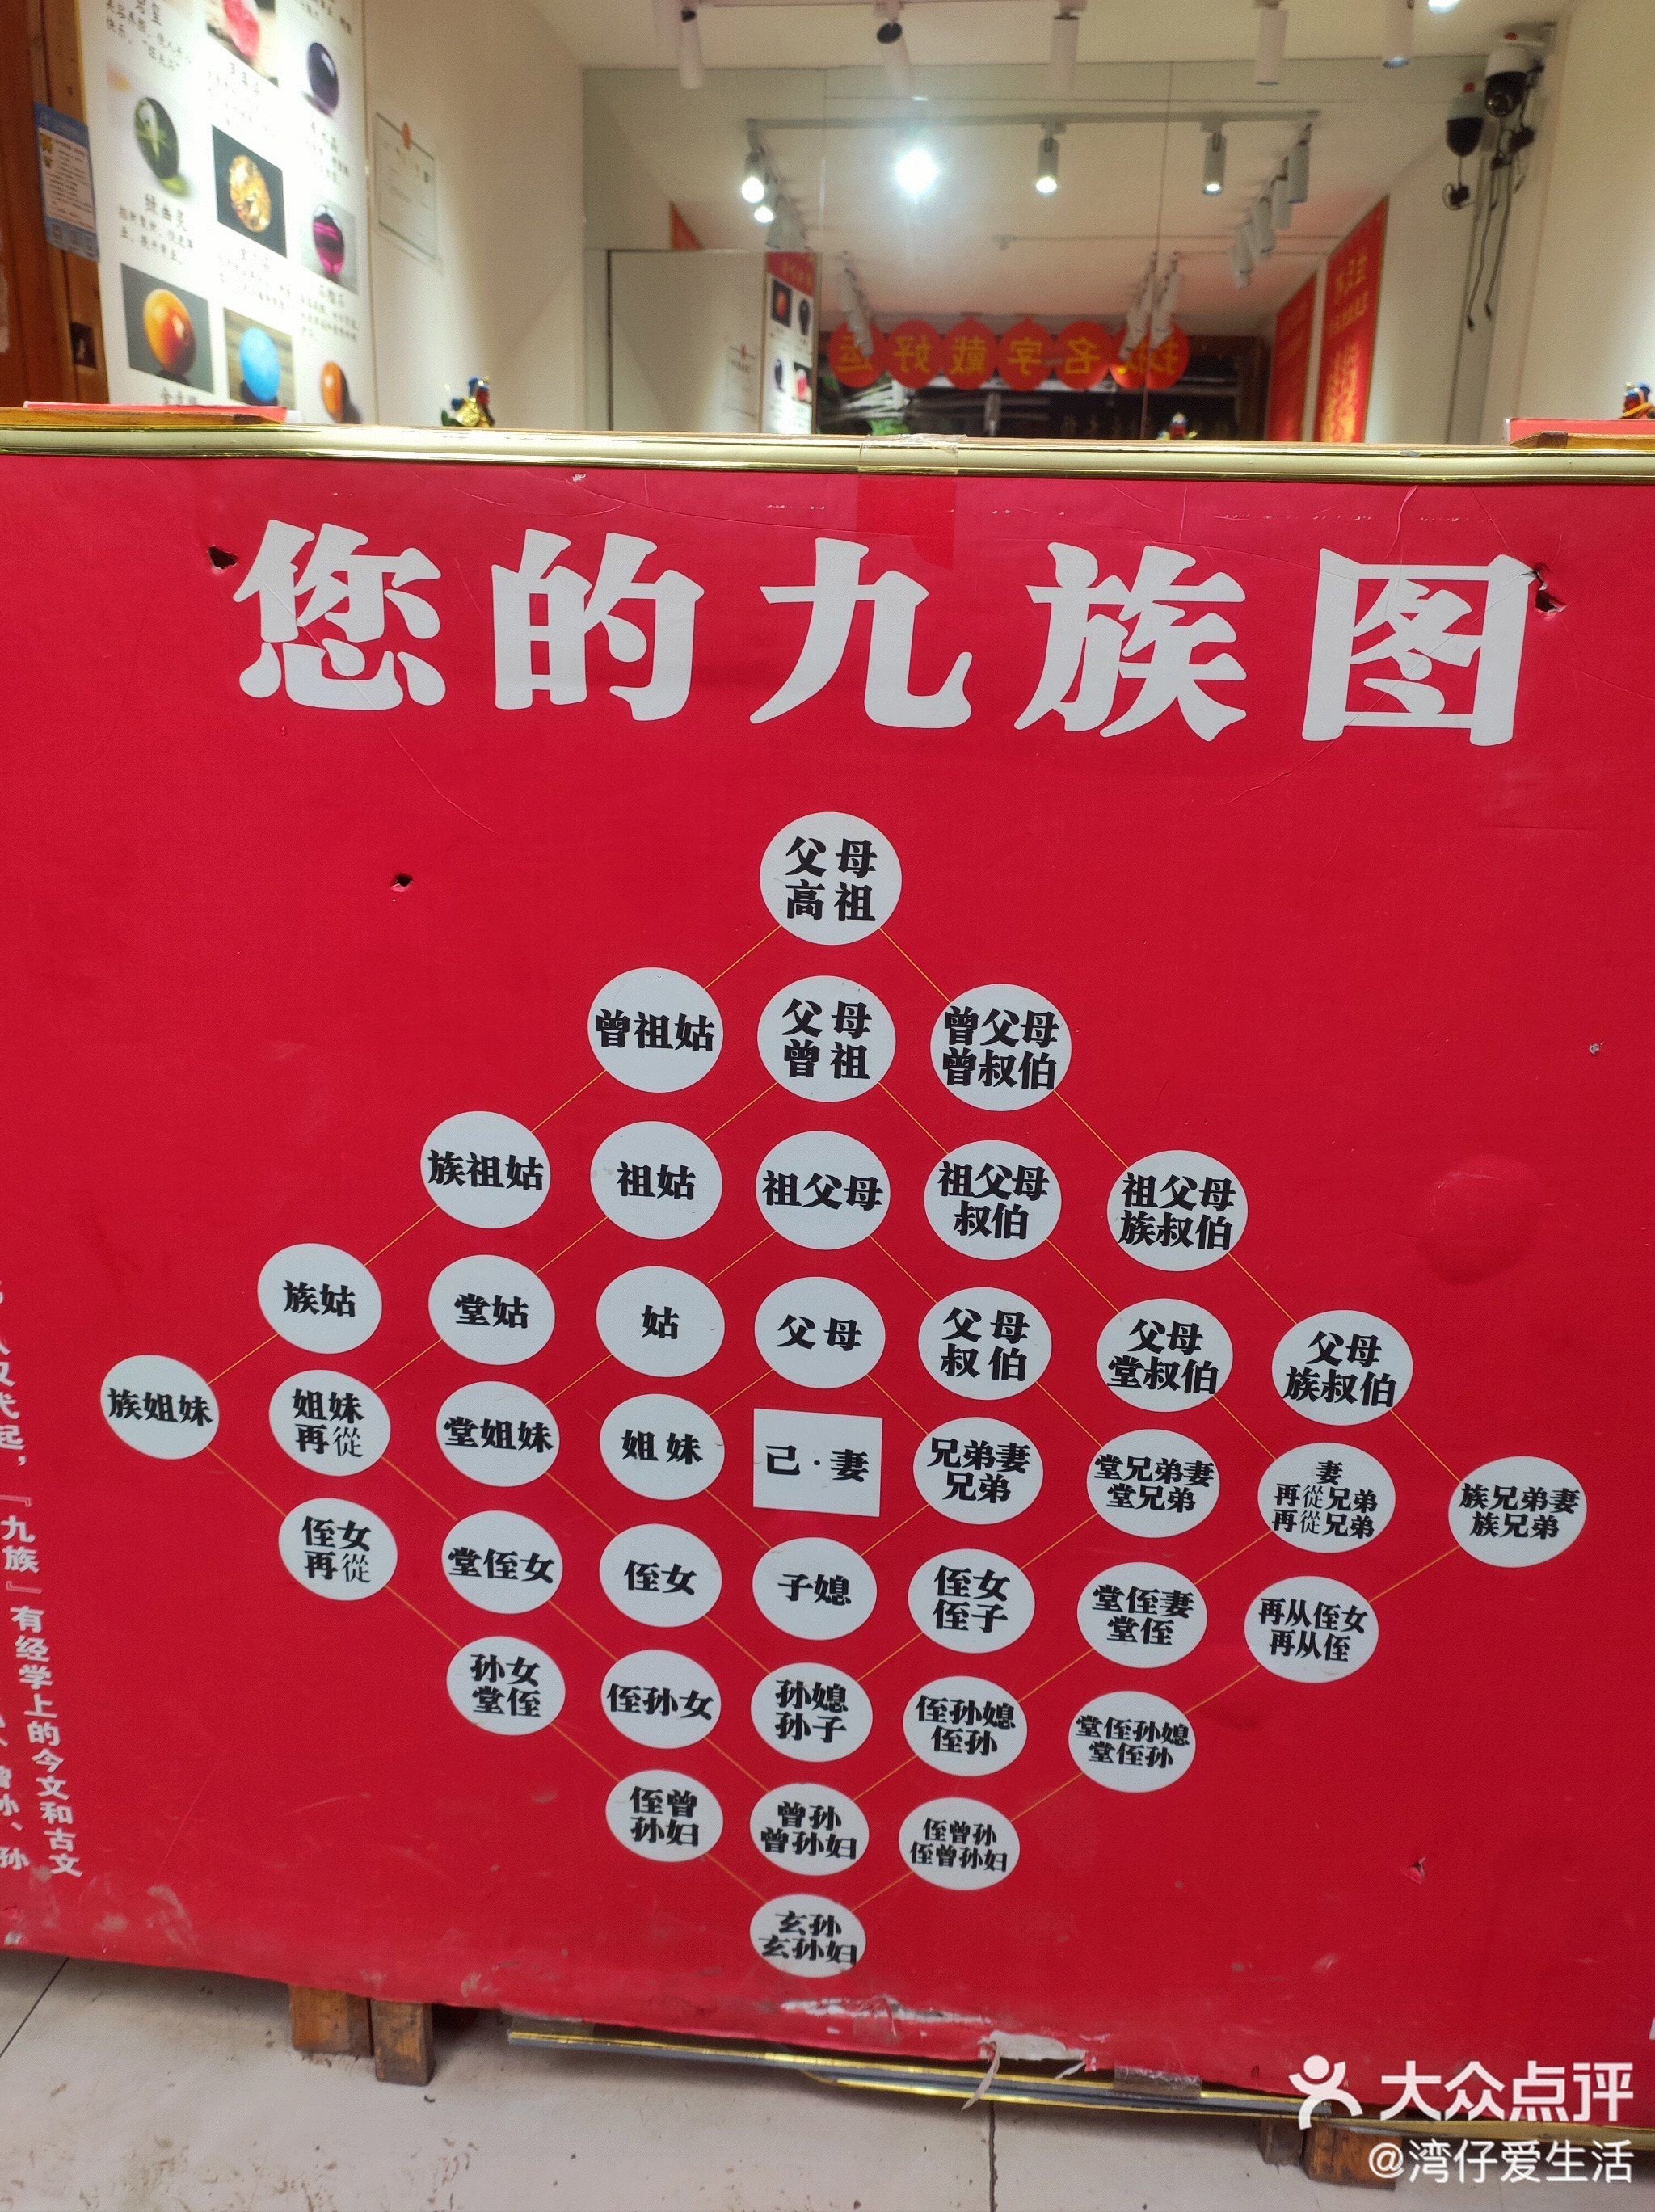 绿幽灵
您的九族图
父母
高祖
曾祖姑
父母
曾祖
曾父母
曾叔伯
族祖姑
祖姑
祖父母
祖父母
叔伯
祖父母
族叔伯
族姑
堂姑
姑
父母
父母
叔伯
父母
堂叔伯
父母
族叔伯
族姐妹
姐妹
再從
堂姐妹
姐妹
己·妻
兄弟妻
兄弟
堂兄弟妻
堂兄弟
妻
再從兄弟
再從兄弟
族兄弟妻
族兄弟
侄女
再從
堂侄女
侄女
子媳
侄女
侄子
堂侄妻
堂侄
再从侄女
再从侄
孙女
堂侄
侄孙女
孙媳
孙子
侄孙媳
侄孙
堂侄孙媳
堂侄孙
侄曾
孙妇
曾孙
曾孙妇
侄曾孙
侄曾孙妇
玄孙
玄孙妇
『九族』有经学上的今文和古文
汉代起，
曾孙、孙
大众点评
@湾仔爱生活